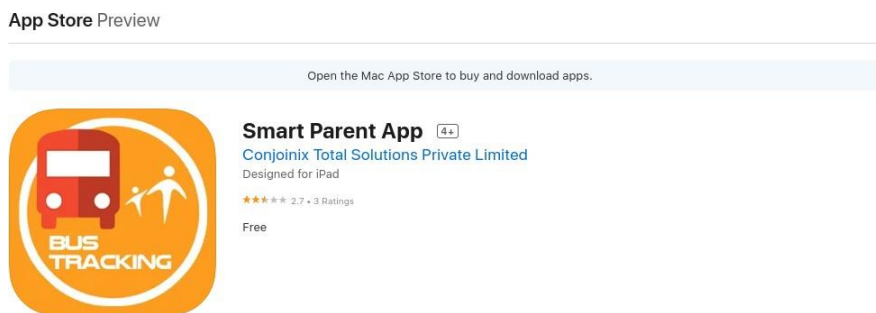 App Store Preview
Open the Mac App Store to buy and download apps.
Smart Parent App 4+
Conjoinix Total Solutions Private Limited
Designed for iPad
2.7 • 3 Ratings
Free
BUS
TRACKING